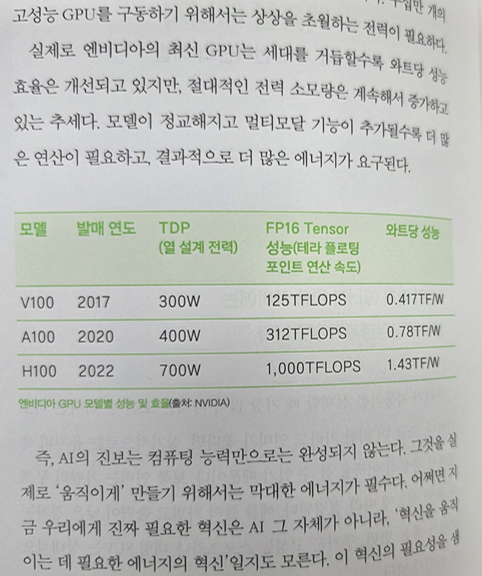 고성능 GPU를 구동하기 위해서는 상상을 초월하는 전력이 필요하다.
실제로 엔비디아의 최신 GPU는 세대를 거듭할수록 와트당 성능
효율은 개선되고 있지만, 절대적인 전력 소모량은 계속해서 증가하고
있는 추세다. 모델이 정교해지고 멀티모달 기능이 추가될수록 더 많
은 연산이 필요하고, 결과적으로 더 많은 에너지가 요구된다.
모델 발매 연도 TDP (열 설계 전력) FP16 Tensor 성능(테라 플로팅 포인트 연산 속도) 와트당 성능
V100 2017 300W 125TFLOPS 0.417TF/W
A100 2020 400W 312TFLOPS 0.78TF/W
H100 2022 700W 1,000TFLOPS 1.43TF/W
엔비디아 GPU 모델별 성능 및 효율(출처: NVIDIA)
즉, AI의 진보는 컴퓨팅 능력만으로는 완성되지 않는다. 그것을 실
제로 ‘움직이게’ 만들기 위해서는 막대한 에너지가 필수다. 어쩌면 지
금 우리에게 진짜 필요한 혁신은 AI 그 자체가 아니라, ‘혁신을 움직
이는 데 필요한 에너지의 혁신’일지도 모른다. 이 혁신의 필요성을 샘